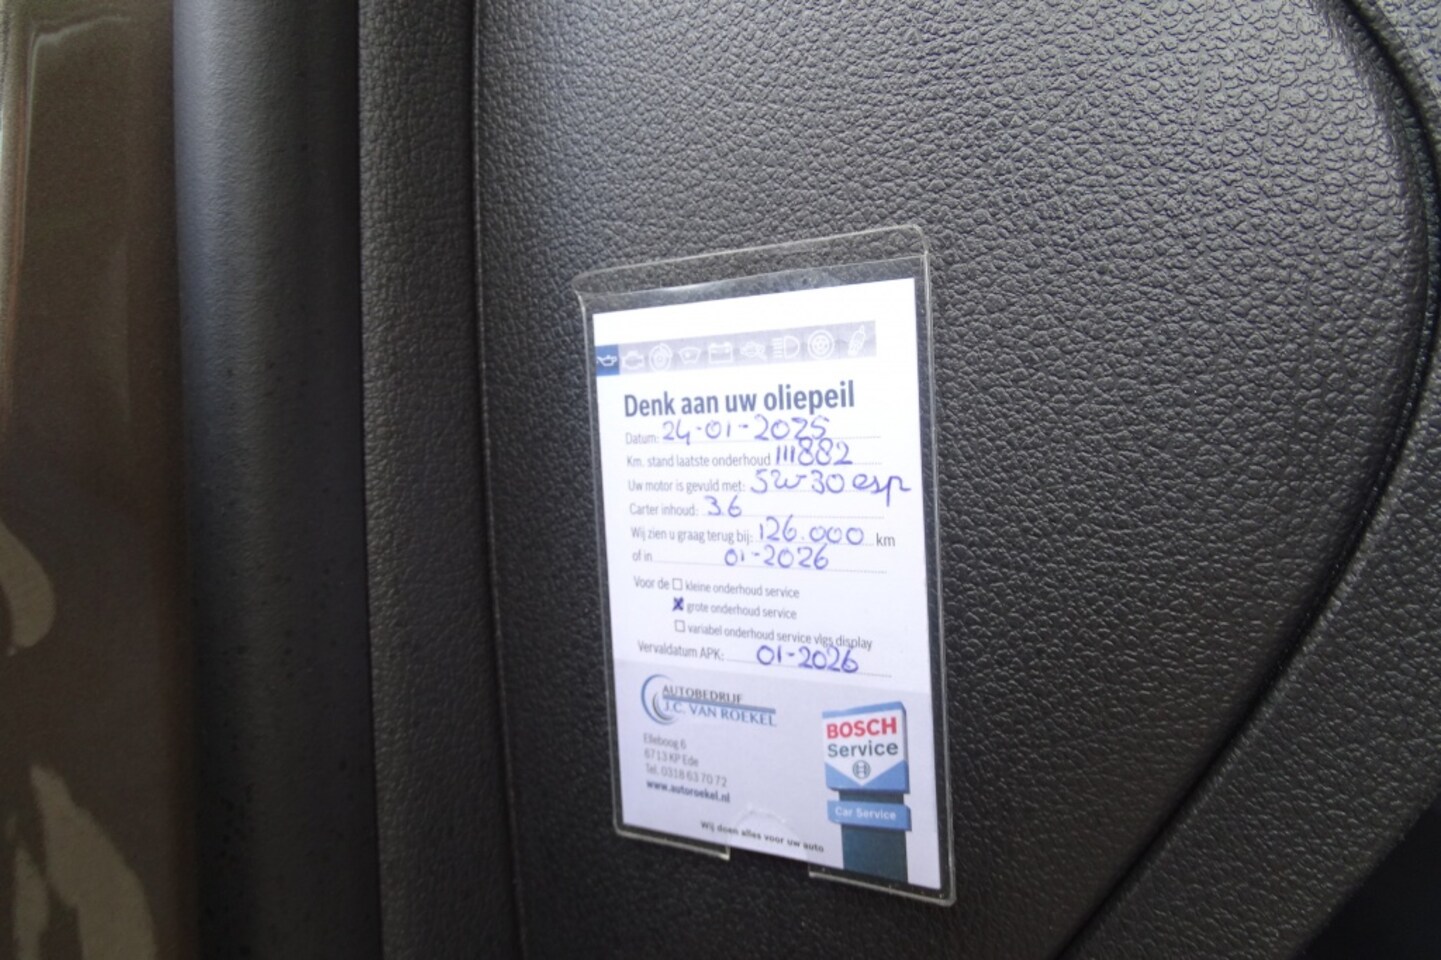 Denk aan uw oliepeil
Datum: 24-01-2025
Km. stand laatste onderhoud 111882
Uw motor is gevuld met: 5w-30 esp
Carter inhoud: 3.6
Wij zien u graag terug bij: 126.000 km
of in 01-2026
Voor de ☐ kleine onderhoud service
☒ grote onderhoud service
☐ variabel onderhoud service vlgs display
Vervaldatum APK: 01-2026
AUTOBEDRIJF
J.C. VAN ROEKEL
Elleboog 6
6713 KP Ede
Tel. 0318 63 70 72
www.autoroekel.nl
BOSCH
Service
Car Service
Wij doen alles voor uw auto